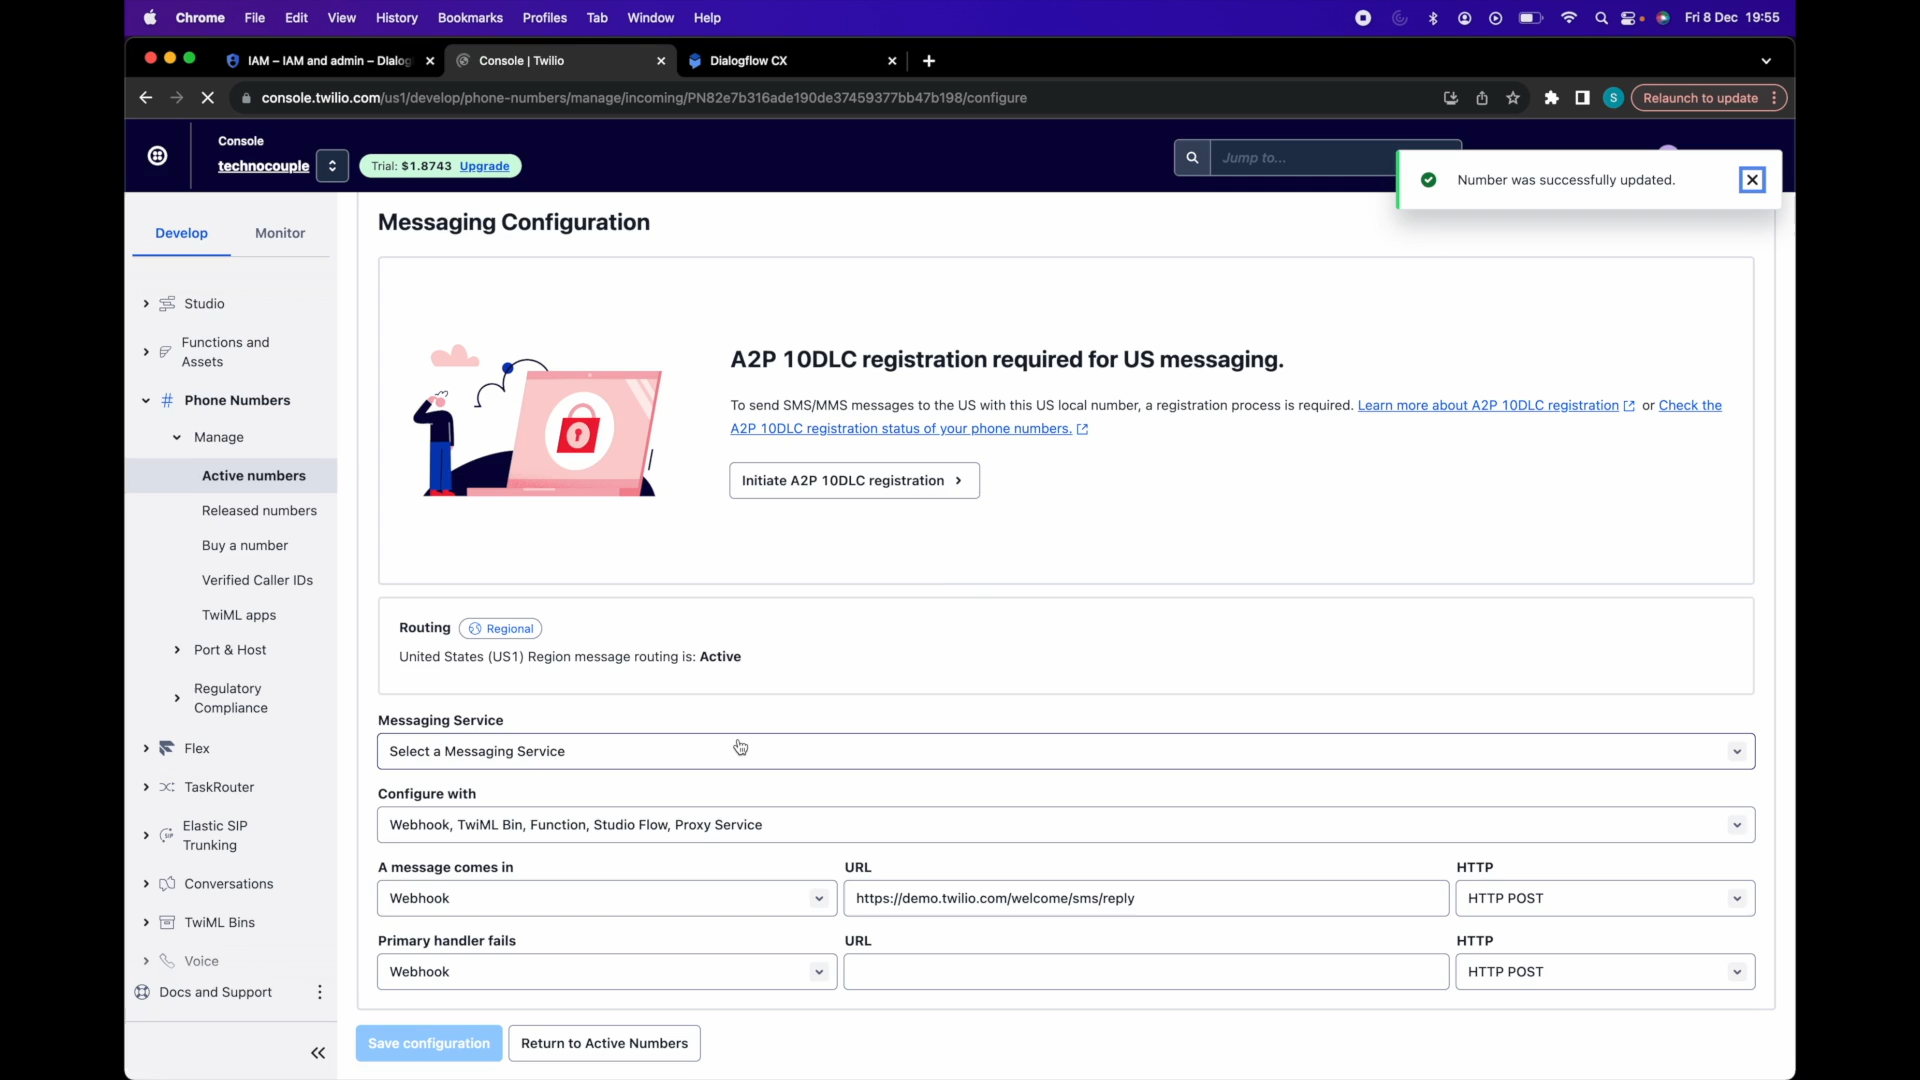 Chrome File Edit View History Bookmarks Profiles Tab Window Help Fri 8 Dec 19:55
IAM – IAM and admin – Dialog Console | Twilio Dialogflow CX
console.twilio.com/us1/develop/phone-numbers/manage/incoming/PN82e7b316ade190de37459377bb47b198/configure S Relaunch to update
Console
technocouple Trial: $1.8743 Upgrade Jump to...
Number was successfully updated.
Develop Monitor
Studio
Functions and
Assets
# Phone Numbers
Manage
Active numbers
Released numbers
Buy a number
Verified Caller IDs
TwiML apps
Port & Host
Regulatory
Compliance
Flex
TaskRouter
Elastic SIP
Trunking
Conversations
TwiML Bins
Voice
Docs and Support
Messaging Configuration
A2P 10DLC registration required for US messaging.
To send SMS/MMS messages to the US with this US local number, a registration process is required. Learn more about A2P 10DLC registration or Check the
A2P 10DLC registration status of your phone numbers.
Initiate A2P 10DLC registration
Routing Regional
United States (US1) Region message routing is: Active
Messaging Service
Select a Messaging Service
Configure with
Webhook, TwiML Bin, Function, Studio Flow, Proxy Service
A message comes in URL HTTP
Webhook https://demo.twilio.com/welcome/sms/reply HTTP POST
Primary handler fails URL HTTP
Webhook HTTP POST
Save configuration Return to Active Numbers